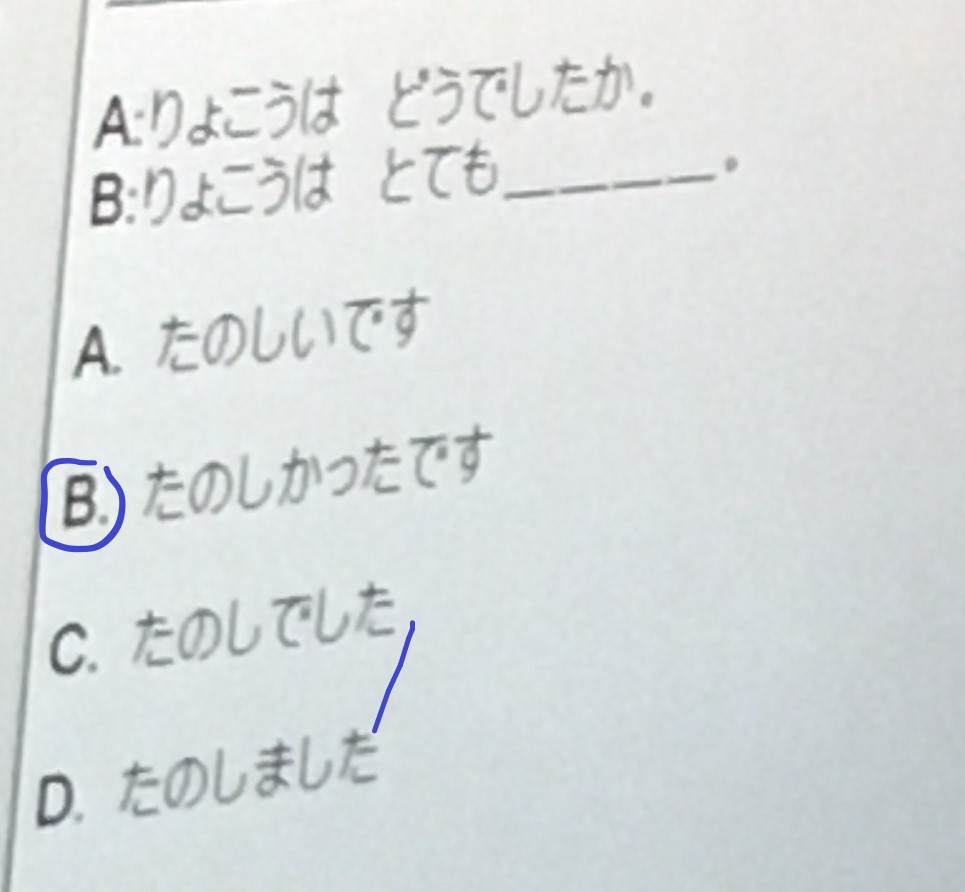 A:りょこうは どうでしたか.
B:りょこうは とても____.
A. たのしいです
B. たのしかったです
C. たのしでした
D. たのしました